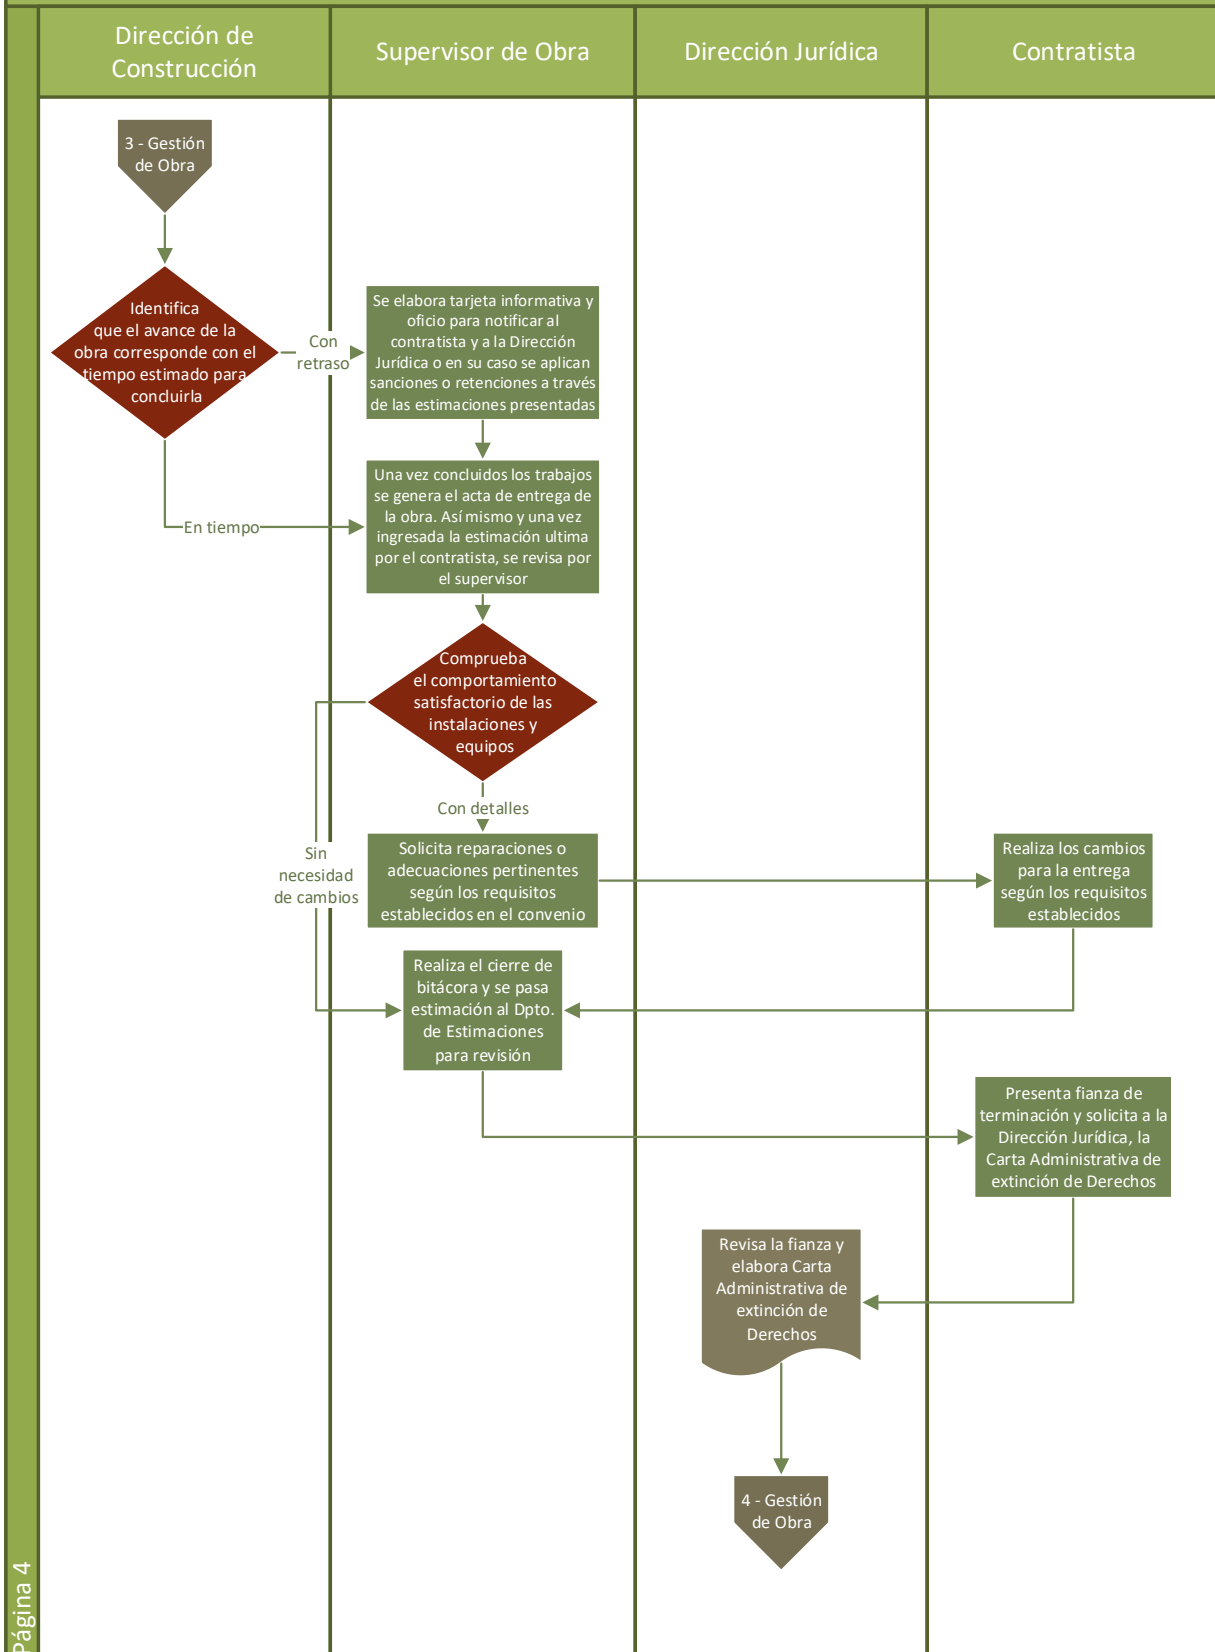 Dirección de
Construcción
Supervisor de Obra
Dirección Jurídica
Contratista
3 - Gestión
de Obra
Identifica
que el avance de la
obra corresponde con el
tiempo estimado para
concluirla
Con
retraso
Se elabora tarjeta informativa y
oficio para notificar al
contratista y a la Dirección
Jurídica o en su caso se aplican
sanciones o retenciones a través
de las estimaciones presentadas
En tiempo
Una vez concluidos los trabajos
se genera el acta de entrega de
la obra. Así mismo y una vez
ingresada la estimación ultima
por el contratista, se revisa por
el supervisor
Comprueba
el comportamiento
satisfactorio de las
instalaciones y
equipos
Con detalles
Sin
necesidad
de cambios
Solicita reparaciones o
adecuaciones pertinentes
según los requisitos
establecidos en el convenio
Realiza los cambios
para la entrega
según los requisitos
establecidos
Realiza el cierre de
bitácora y se pasa
estimación al Dpto.
de Estimaciones
para revisión
Presenta fianza de
terminación y solicita a la
Dirección Jurídica, la
Carta Administrativa de
extinción de Derechos
Revisa la fianza y
elabora Carta
Administrativa de
extinción de
Derechos
4 - Gestión
de Obra
Página 4